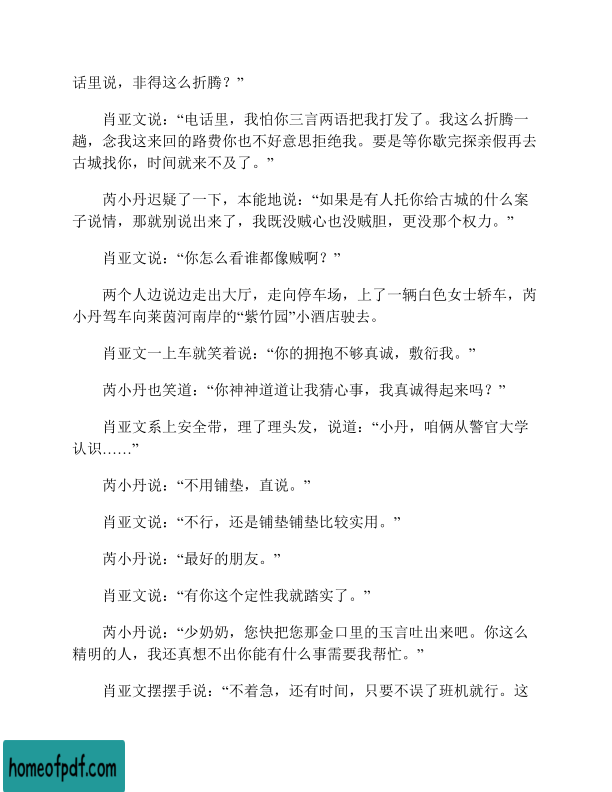 话里说，非得这么折腾？”
肖亚文说：“电话里，我怕你三言两语把我打发了。我这么折腾一
趟，念我这来回的路费你也不好意思拒绝我。要是等你歇完探亲假再去
古城找你，时间就来不及了。”
芮小丹迟疑了一下，本能地说：“如果是有人托你给古城的什么案
子说情，那就别说出来了，我既没贼心也没贼胆，更没那个权力。”
肖亚文说：“你怎么看谁都像贼啊？”
两个人边说边走出大厅，走向停车场，上了一辆白色女士轿车，芮
小丹驾车向莱茵河南岸的“紫竹园”小酒店驶去。
肖亚文一上车就笑着说：“你的拥抱不够真诚，敷衍我。”
芮小丹也笑道：“你神神道道让我猜心事，我真诚得起来吗？”
肖亚文系上安全带，理了理头发，说道：“小丹，咱俩从警官大学
认识……”
芮小丹说：“不用铺垫，直说。”
肖亚文说：“不行，还是铺垫铺垫比较实用。”
芮小丹说：“最好的朋友。”
肖亚文说：“有你这个定性我就踏实了。”
芮小丹说：“少奶奶，您快把您那金口里的玉言吐出来吧。你这么
精明的人，我还真想不出你能有什么事需要我帮忙。”
肖亚文摆摆手说：“不着急，还有时间，只要不误了班机就行。这
homeofpdf.com